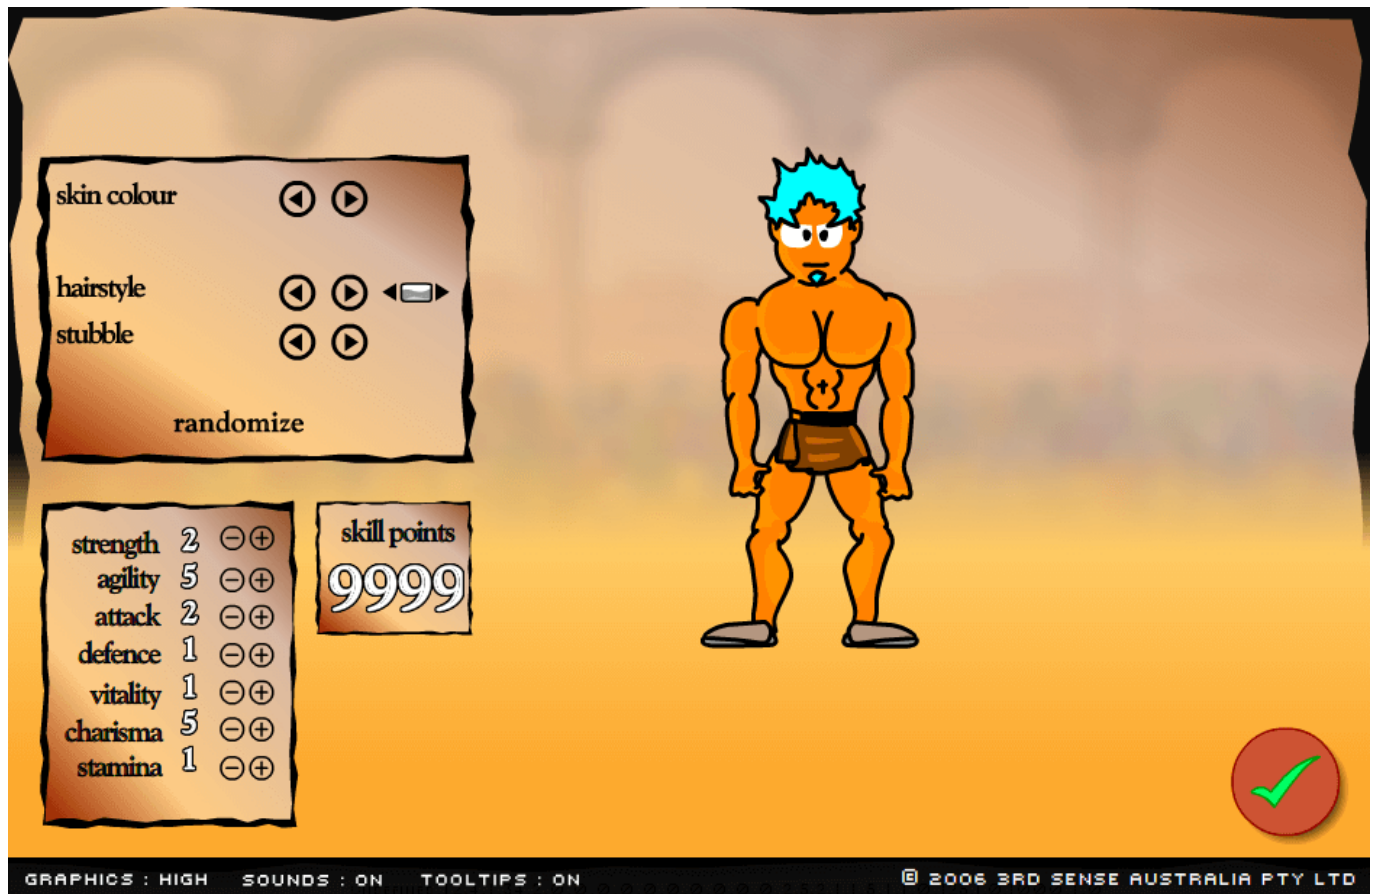 skin colour
hairstyle
stubble
randomize
strength 2
agility 5
attack 2
defence 1
vitality 1
charisma 5
stamina 1
skill points
9999
GRAPHICS : HIGH SOUNDS : ON TOOLTIPS : ON © 2006 3RD SENSE AUSTRALIA PTY LTD